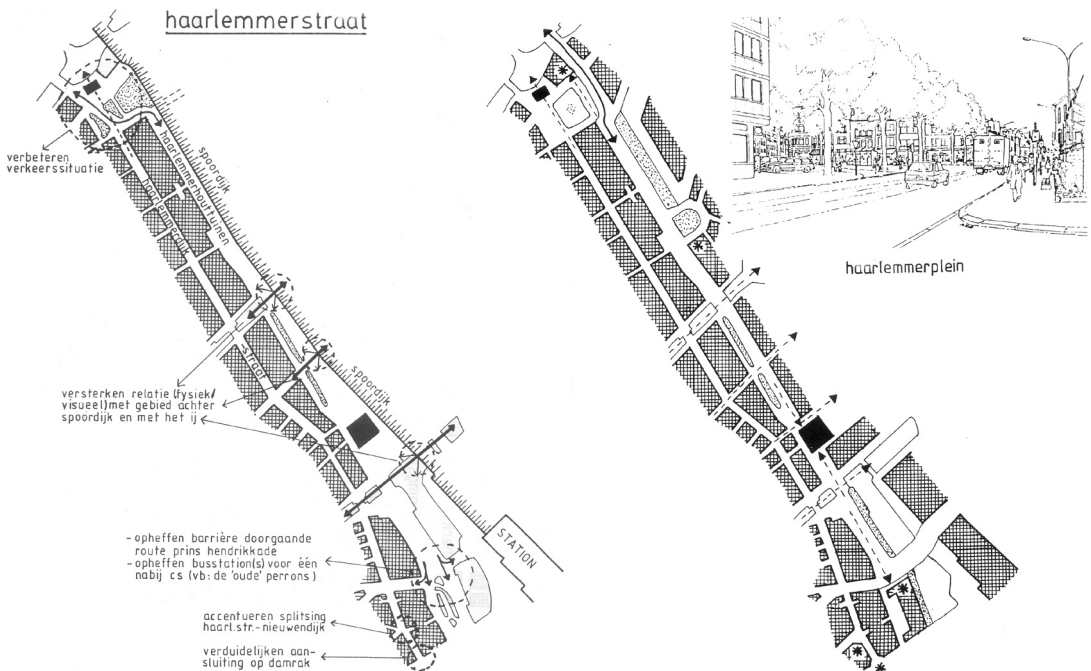 haarlemmerstraat
verbeteren
verkeerssituatie
spoordijk
haarlemmerhouttuinen
haarlemmerdijk
-straat
spoordijk
versterken relatie (fysiek/
visueel) met gebied achter
spoordijk en met het ij
STATION
- opheffen barrière doorgaande
route prins hendrikkade
- opheffen busstation(s) voor één
nabij cs (vb: de 'oude' perrons)
accentueren splitsing
haarl.str.-nieuwendijk
verduidelijken aan-
sluiting op damrak
haarlemmerplein